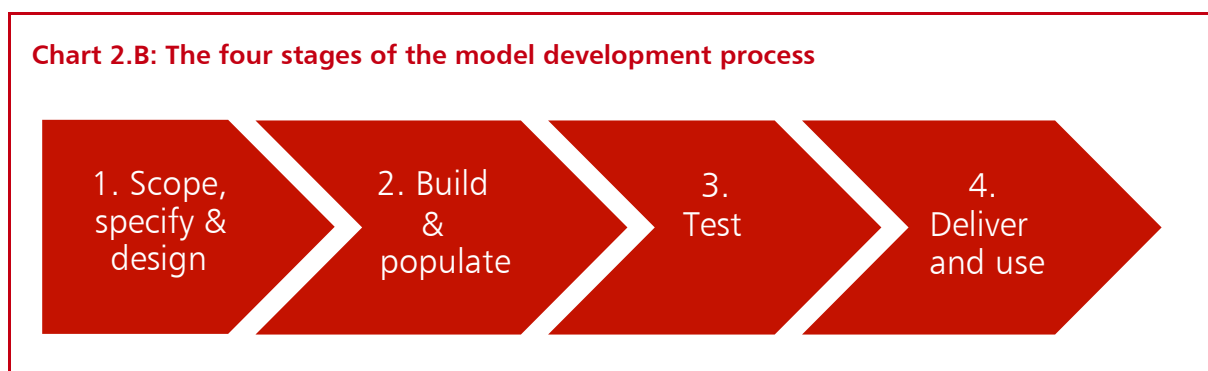 Chart 2.B: The four stages of the model development process
1. Scope,
specify &
design
2. Build
&
populate
3.
Test
4.
Deliver
and use